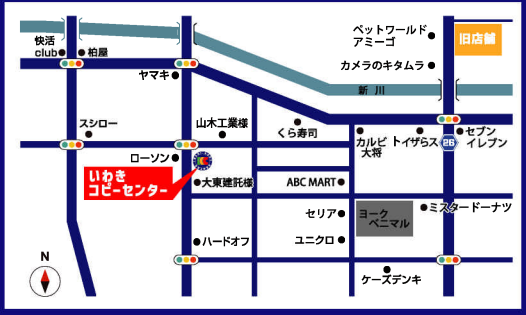 ペットワールド
アミーゴ
旧店舗
快活
club
柏屋
カメラのキタムラ
ヤマキ
新川
スシロー
山木工業様
くら寿司
カルビ
大将
トイザらス
セブン
イレブン
26
ローソン
いわき
コピーセンター
大東建託様
ABC MART
セリア
ヨーク
ベニマル
ミスタードーナツ
ハードオフ
ユニクロ
N
ケーズデンキ